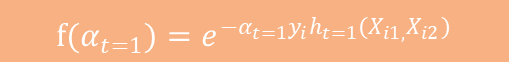 f(α_{t=1}) = e^{−α_{t=1}y_i h_{t=1}(X_{i1,}X_{i2})}